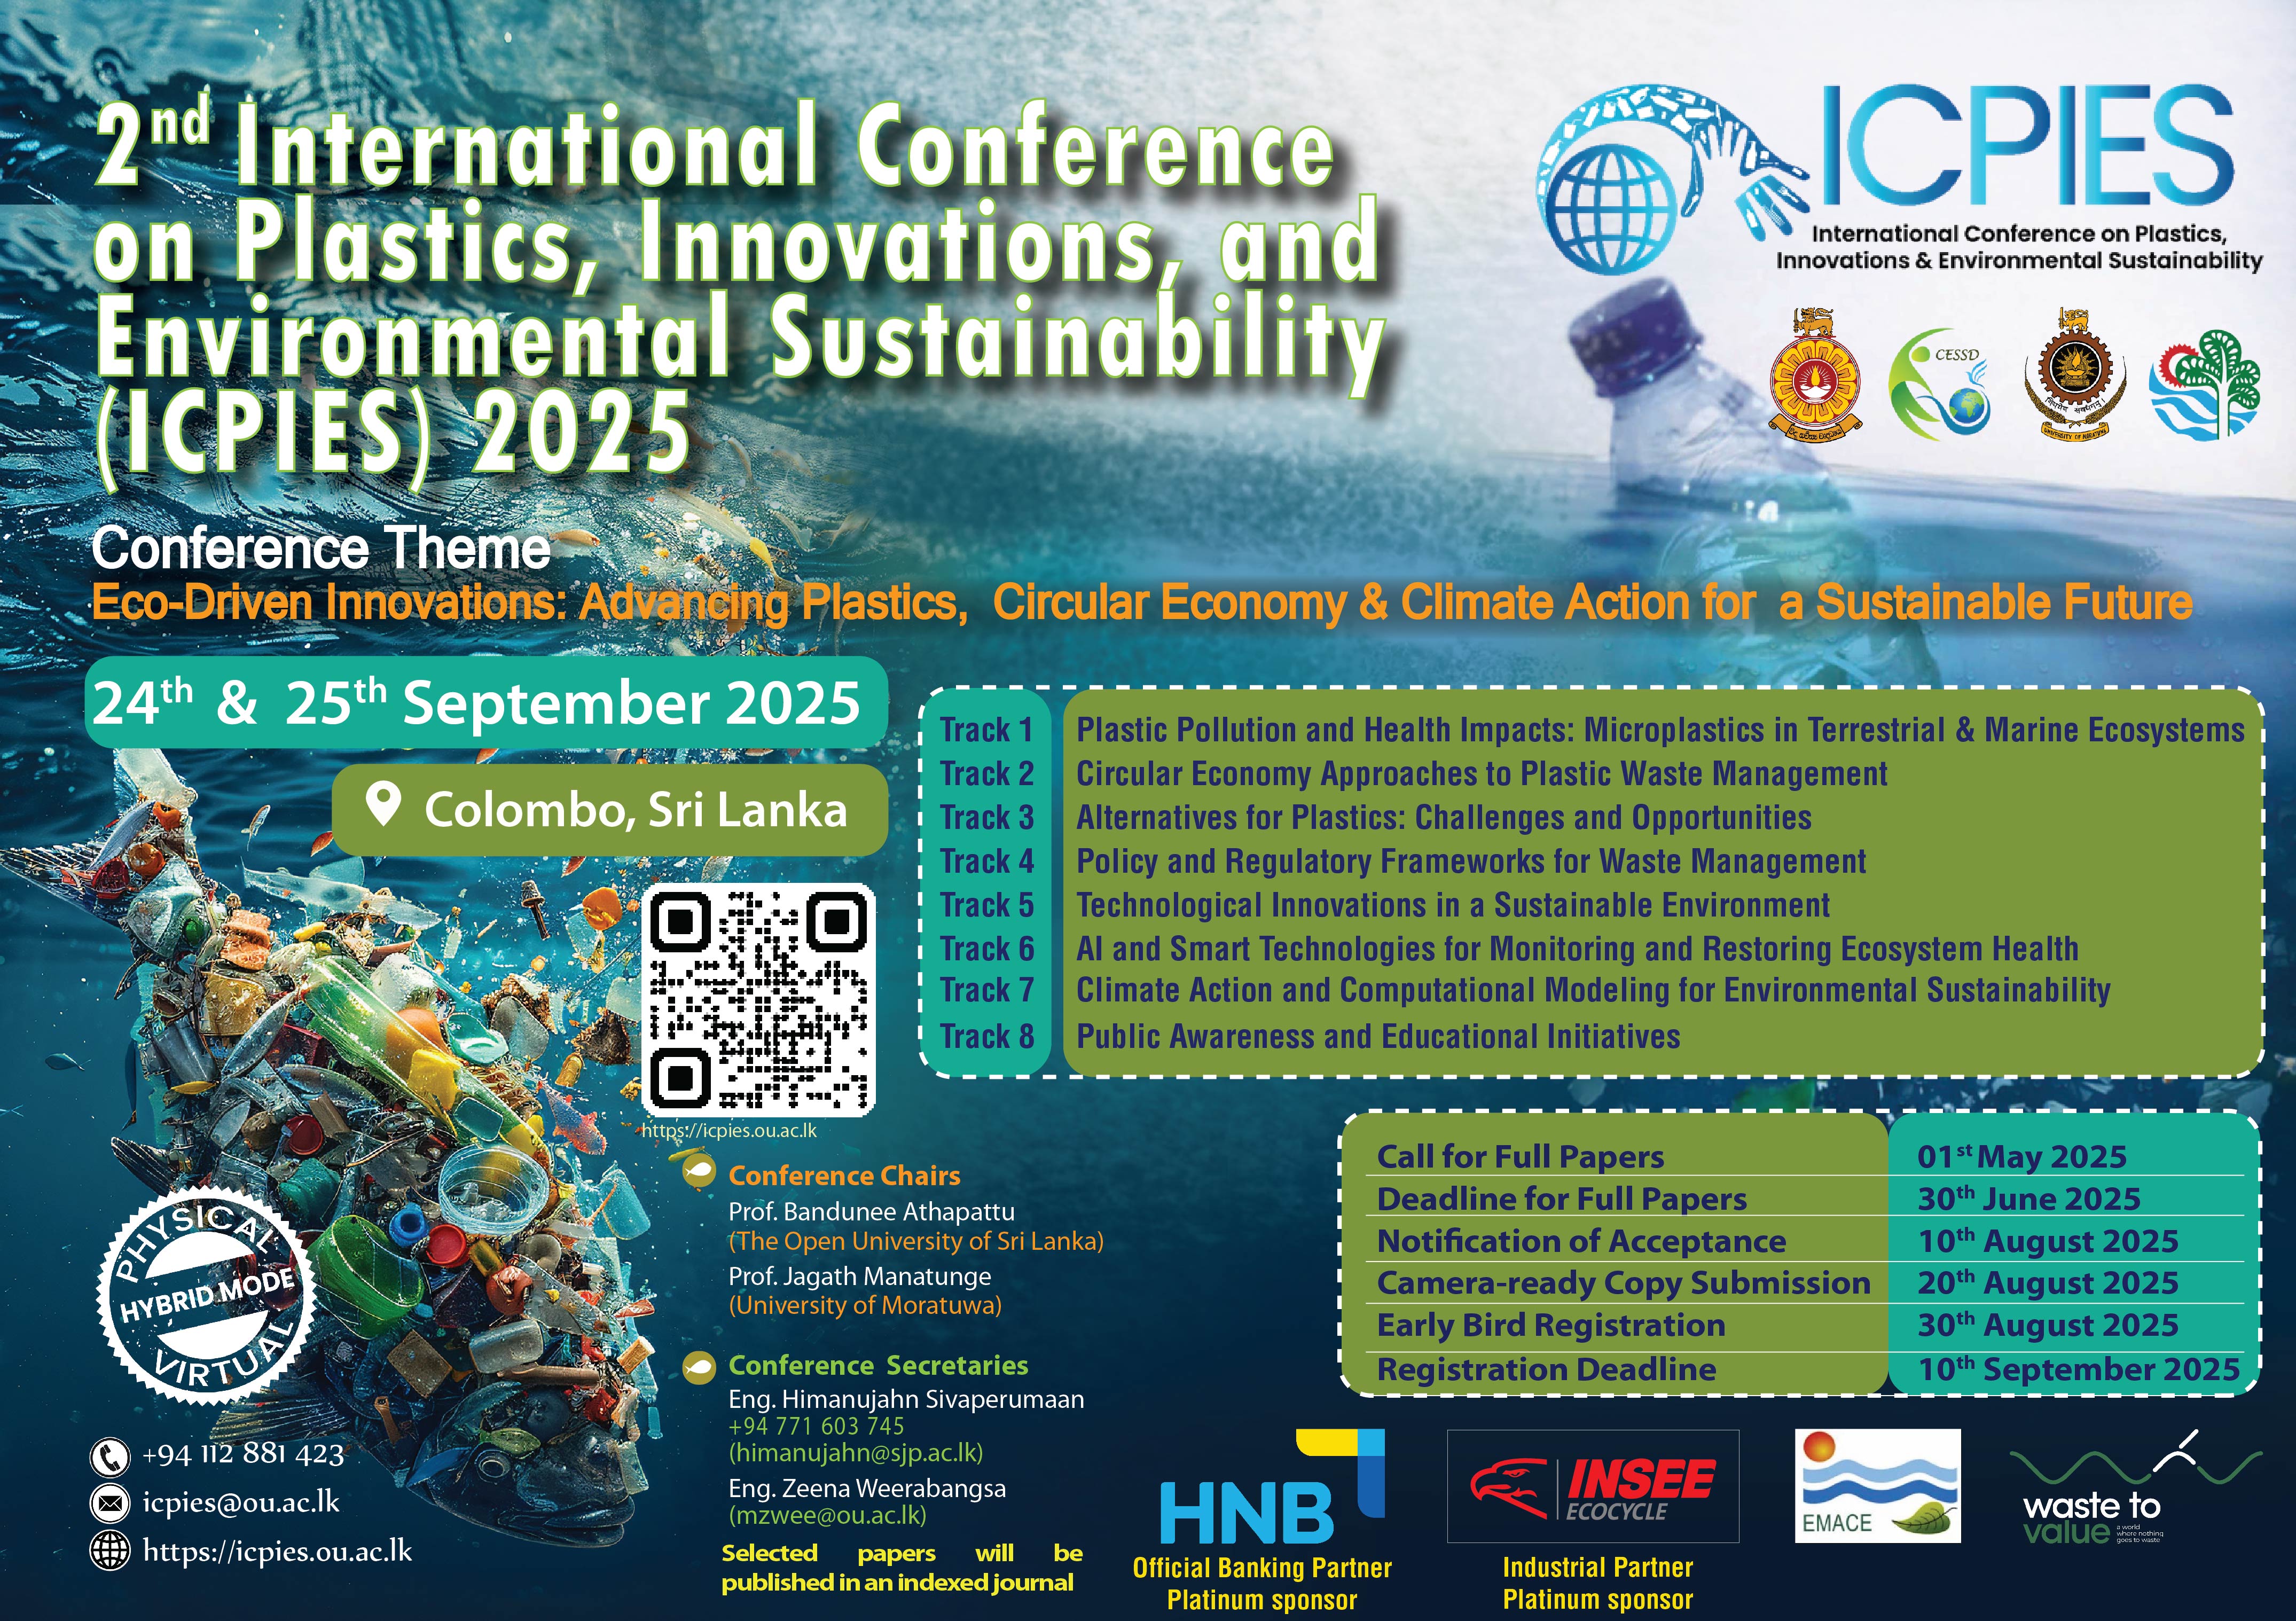 2nd International Conference
on Plastics, Innovations, and
Environmental Sustainability
(ICPIES) 2025
ICPIES
International Conference on Plastics,
Innovations & Environmental Sustainability
CESSD
Conference Theme
Eco-Driven Innovations: Advancing Plastics, Circular Economy & Climate Action for a Sustainable Future
24th & 25th September 2025
Colombo, Sri Lanka
https://icpies.ou.ac.lk
Track 1 Plastic Pollution and Health Impacts: Microplastics in Terrestrial & Marine Ecosystems
Track 2 Circular Economy Approaches to Plastic Waste Management
Track 3 Alternatives for Plastics: Challenges and Opportunities
Track 4 Policy and Regulatory Frameworks for Waste Management
Track 5 Technological Innovations in a Sustainable Environment
Track 6 AI and Smart Technologies for Monitoring and Restoring Ecosystem Health
Track 7 Climate Action and Computational Modeling for Environmental Sustainability
Track 8 Public Awareness and Educational Initiatives
Call for Full Papers 01st May 2025
Deadline for Full Papers 30th June 2025
Notification of Acceptance 10th August 2025
Camera-ready Copy Submission 20th August 2025
Early Bird Registration 30th August 2025
Registration Deadline 10th September 2025
Conference Chairs
Prof. Bandunee Athapattu
(The Open University of Sri Lanka)
Prof. Jagath Manatunge
(University of Moratuwa)
Conference Secretaries
Eng. Himanujahn Sivaperumaan
+94 771 603 745
(himanujahn@sjp.ac.lk)
Eng. Zeena Weerabangsa
(mzwee@ou.ac.lk)
Selected papers will be
published in an indexed journal
PHYSICAL
HYBRID MODE
VIRTUAL
+94 112 881 423
icpies@ou.ac.lk
https://icpies.ou.ac.lk
HNB
Official Banking Partner
Platinum sponsor
INSEE
ECOCYCLE
Industrial Partner
Platinum sponsor
EMACE
waste to
value
a world
where nothing
goes to waste